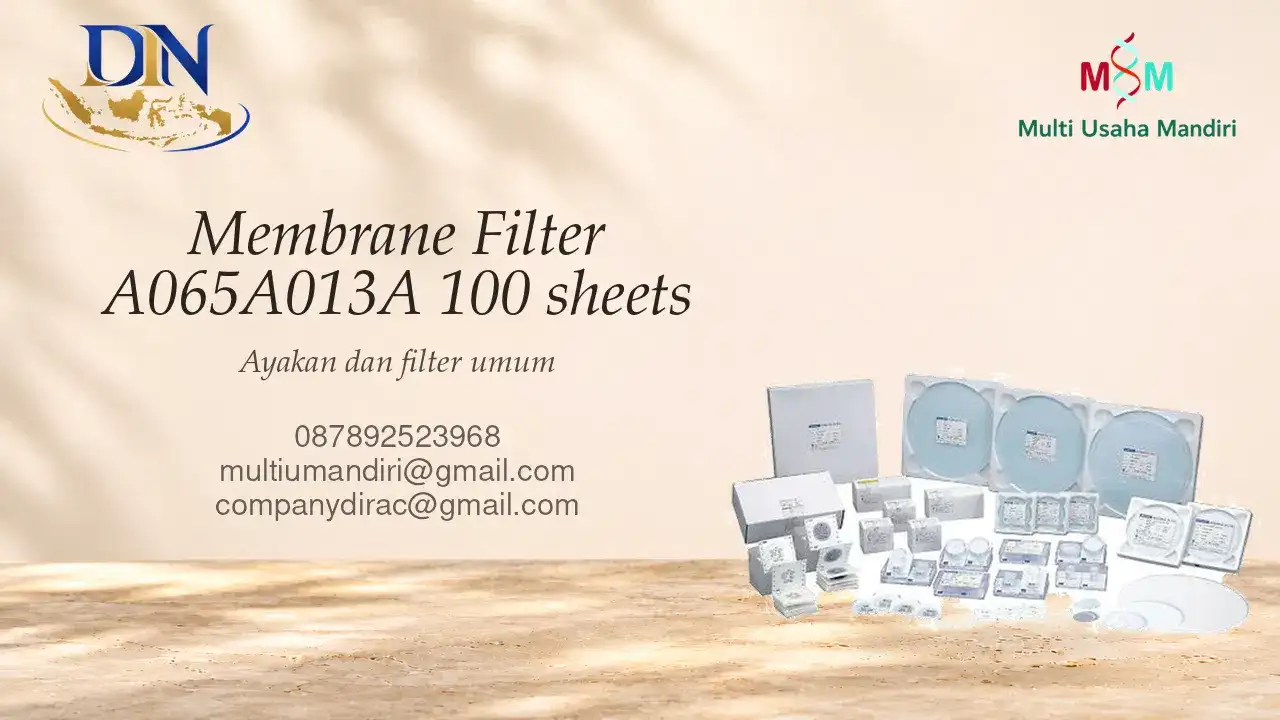 DIN
MSM
Multi Usaha Mandiri
Membrane Filter
A065A013A 100 sheets
Ayakan dan filter umum
087892523968
multiumandiri@gmail.com
companydirac@gmail.com